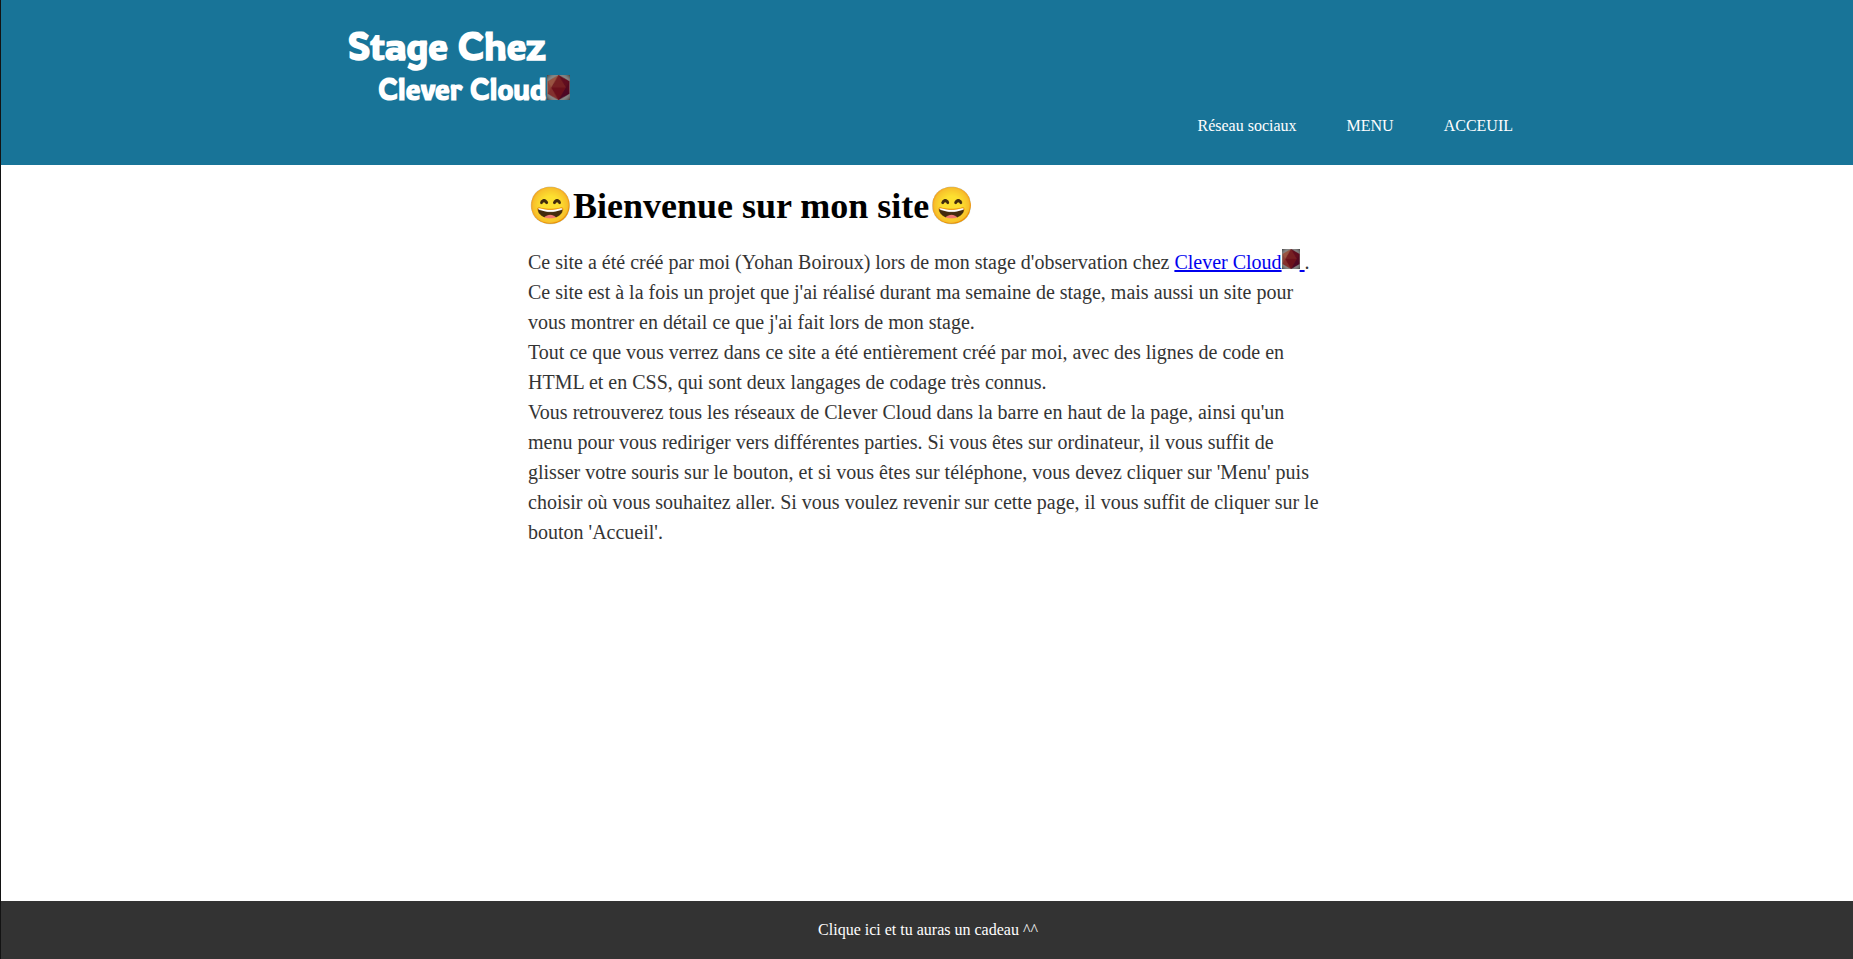 Stage Chez
Clever Cloud
Réseau sociaux MENU ACCEUIL
😄Bienvenue sur mon site😄
Ce site a été créé par moi (Yohan Boiroux) lors de mon stage d'observation chez Clever Cloud .
Ce site est à la fois un projet que j'ai réalisé durant ma semaine de stage, mais aussi un site pour
vous montrer en détail ce que j'ai fait lors de mon stage.
Tout ce que vous verrez dans ce site a été entièrement créé par moi, avec des lignes de code en
HTML et en CSS, qui sont deux langages de codage très connus.
Vous retrouverez tous les réseaux de Clever Cloud dans la barre en haut de la page, ainsi qu'un
menu pour vous rediriger vers différentes parties. Si vous êtes sur ordinateur, il vous suffit de
glisser votre souris sur le bouton, et si vous êtes sur téléphone, vous devez cliquer sur 'Menu' puis
choisir où vous souhaitez aller. Si vous voulez revenir sur cette page, il vous suffit de cliquer sur le
bouton 'Accueil'.
Clique ici et tu auras un cadeau ^^